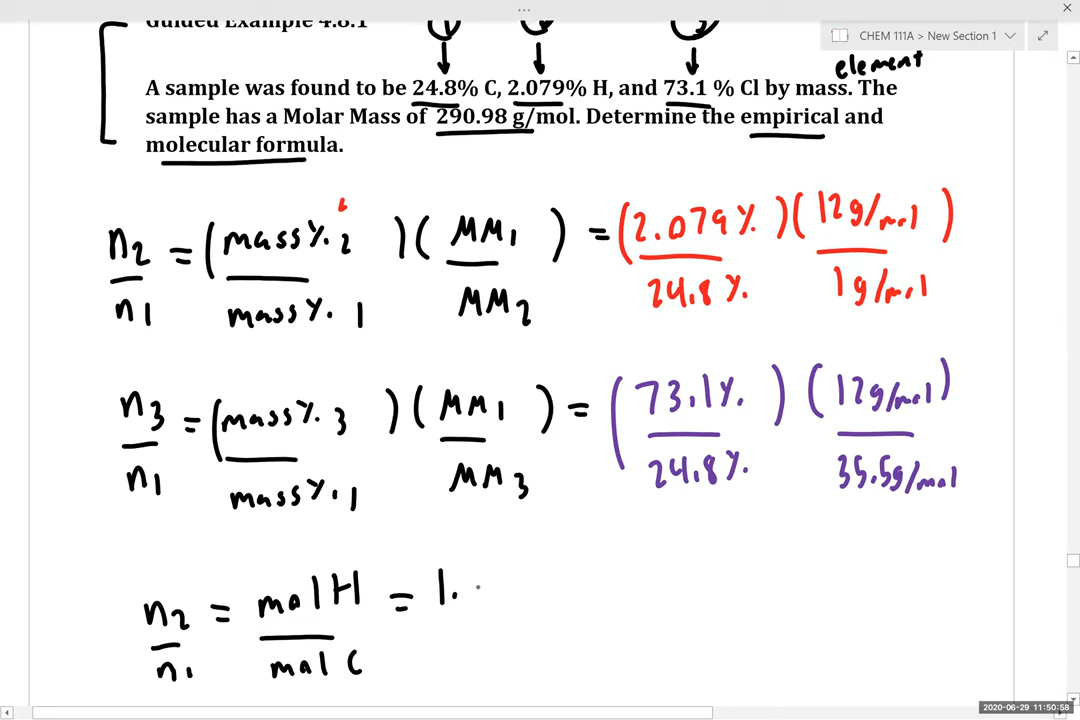 Guided Example 4.8.1
1 3
CHEM 111A > New Section 1
element
A sample was found to be 24.8% C, 2.079% H, and 73.1 % Cl by mass. The
sample has a Molar Mass of 290.98 g/mol. Determine the empirical and
molecular formula.
n2/n1 = (mass%.2/mass%.1)(MM1/MM2) = (2.079%/24.8%.)(12g/mol/1g/mol)
n3/n1 = (mass%.3/mass%.1)(MM1/MM3) = (73.1%./24.8%.)(12g/mol/35.5g/mol)
n2/n1 = mol H/mol C = 1.
2020-06-29 11:50:58